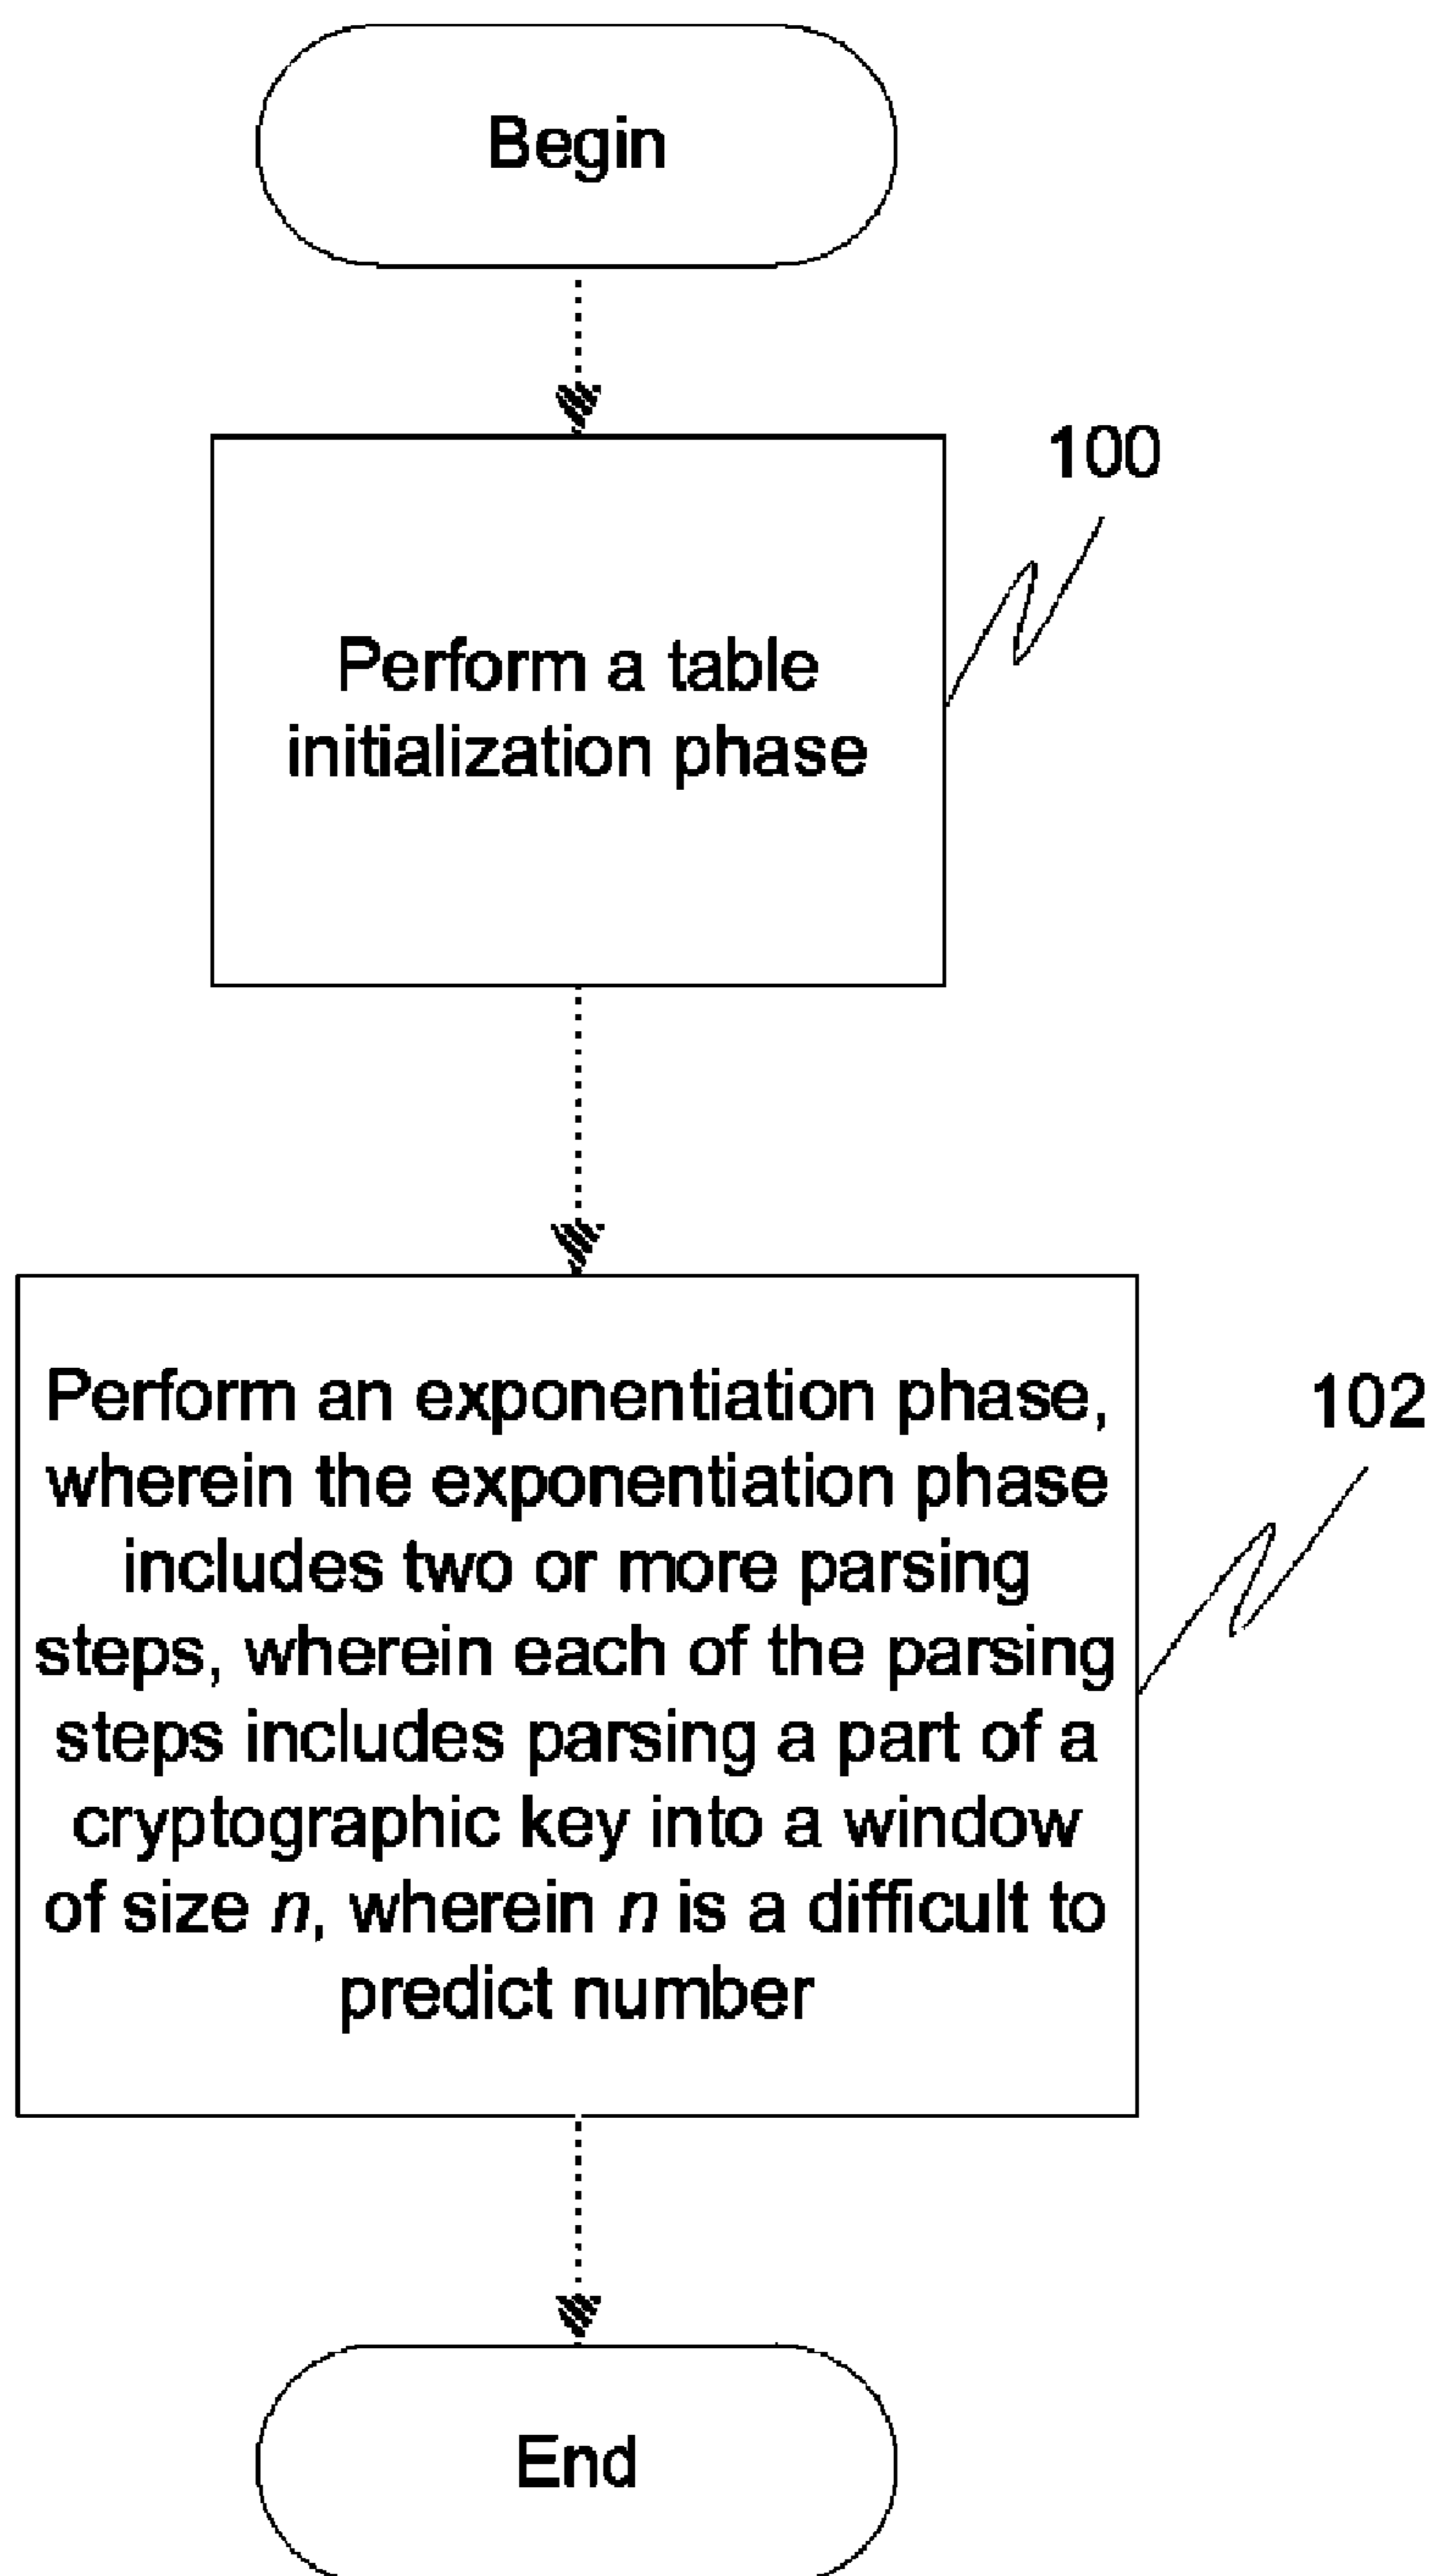 Begin
100
Perform a table
initialization phase
102
Perform an exponentiation phase,
wherein the exponentiation phase
includes two or more parsing
steps, wherein each of the parsing
steps includes parsing a part of a
cryptographic key into a window
of size n, wherein n is a difficult to
predict number
End